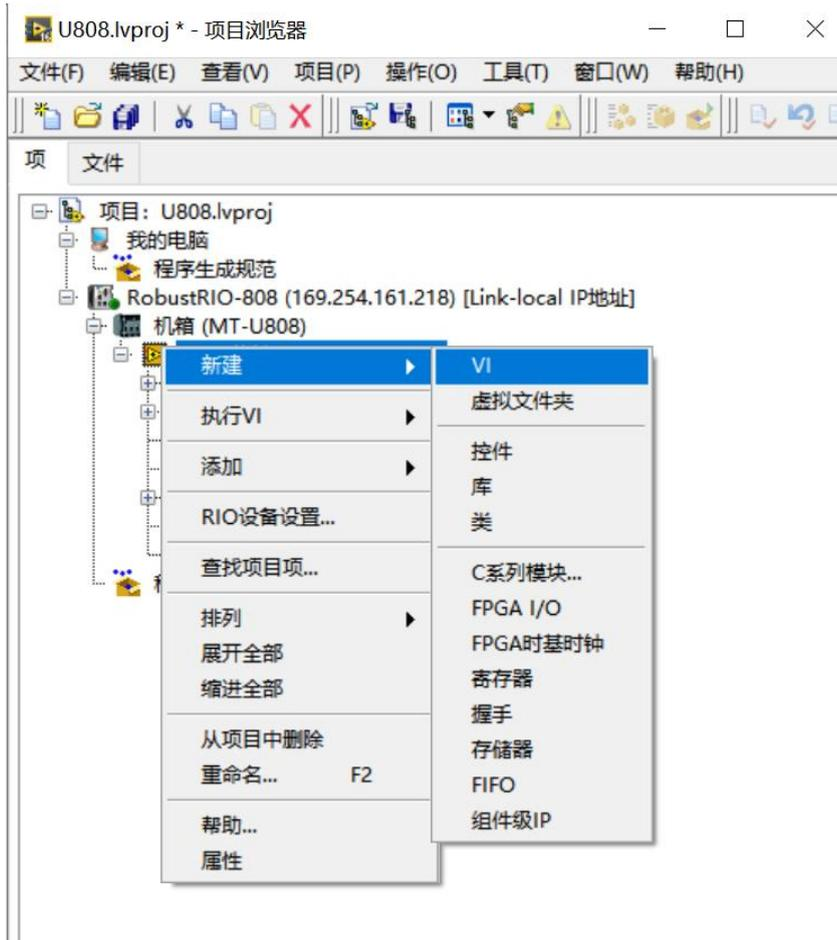 U808.lvproj * - 项目浏览器
文件(F) 编辑(E) 查看(V) 项目(P) 操作(O) 工具(T) 窗口(W) 帮助(H)
项 文件
项目：U808.lvproj
我的电脑
程序生成规范
RobustRIO-808 (169.254.161.218) [Link-local IP地址]
机箱 (MT-U808)
新建
执行VI
添加
RIO设备设置...
查找项目项...
排列
展开全部
缩进全部
从项目中删除
重命名... F2
帮助...
属性
VI
虚拟文件夹
控件
库
类
C系列模块...
FPGA I/O
FPGA时基时钟
寄存器
握手
存储器
FIFO
组件级IP